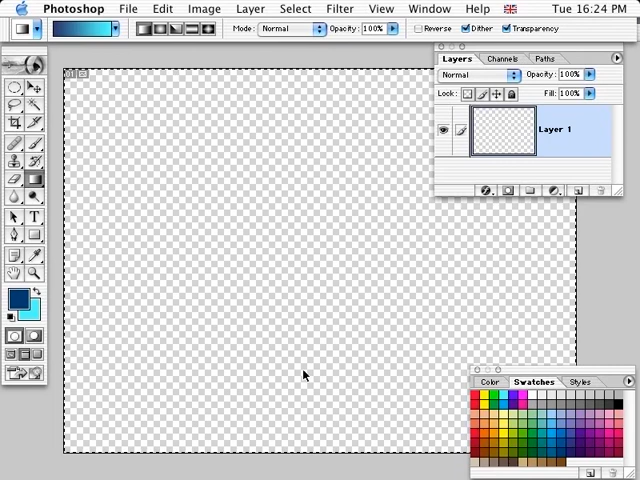 Photoshop File Edit Image Layer Select Filter View Window Help Tue 16:24 PM
Mode: Normal Opacity: 100% Reverse Dither Transparency
Layers Channels Paths
Normal Opacity: 100%
Lock: Fill: 100%
Layer 1
T
Color Swatches Styles